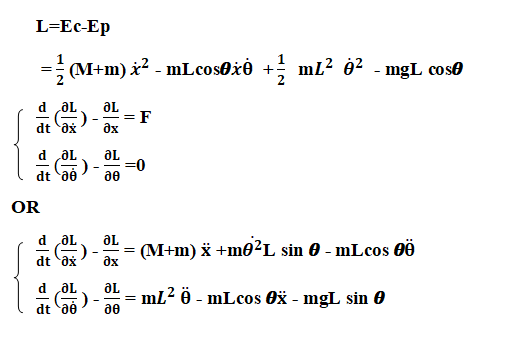 L=Ec-Ep
= 1/2 (M+m) ẋ² - mLcosθẋθ̇ + 1/2 mL² θ̇² - mgL cosθ
d/dt (∂L/∂ẋ) - ∂L/∂x = F
d/dt (∂L/∂θ̇) - ∂L/∂θ =0
OR
d/dt (∂L/∂ẋ) - ∂L/∂x = (M+m) ẍ +mθ̇²L sin θ - mLcos θθ̈
d/dt (∂L/∂θ̇) - ∂L/∂θ = mL² θ̈ - mLcos θẍ - mgL sin θ